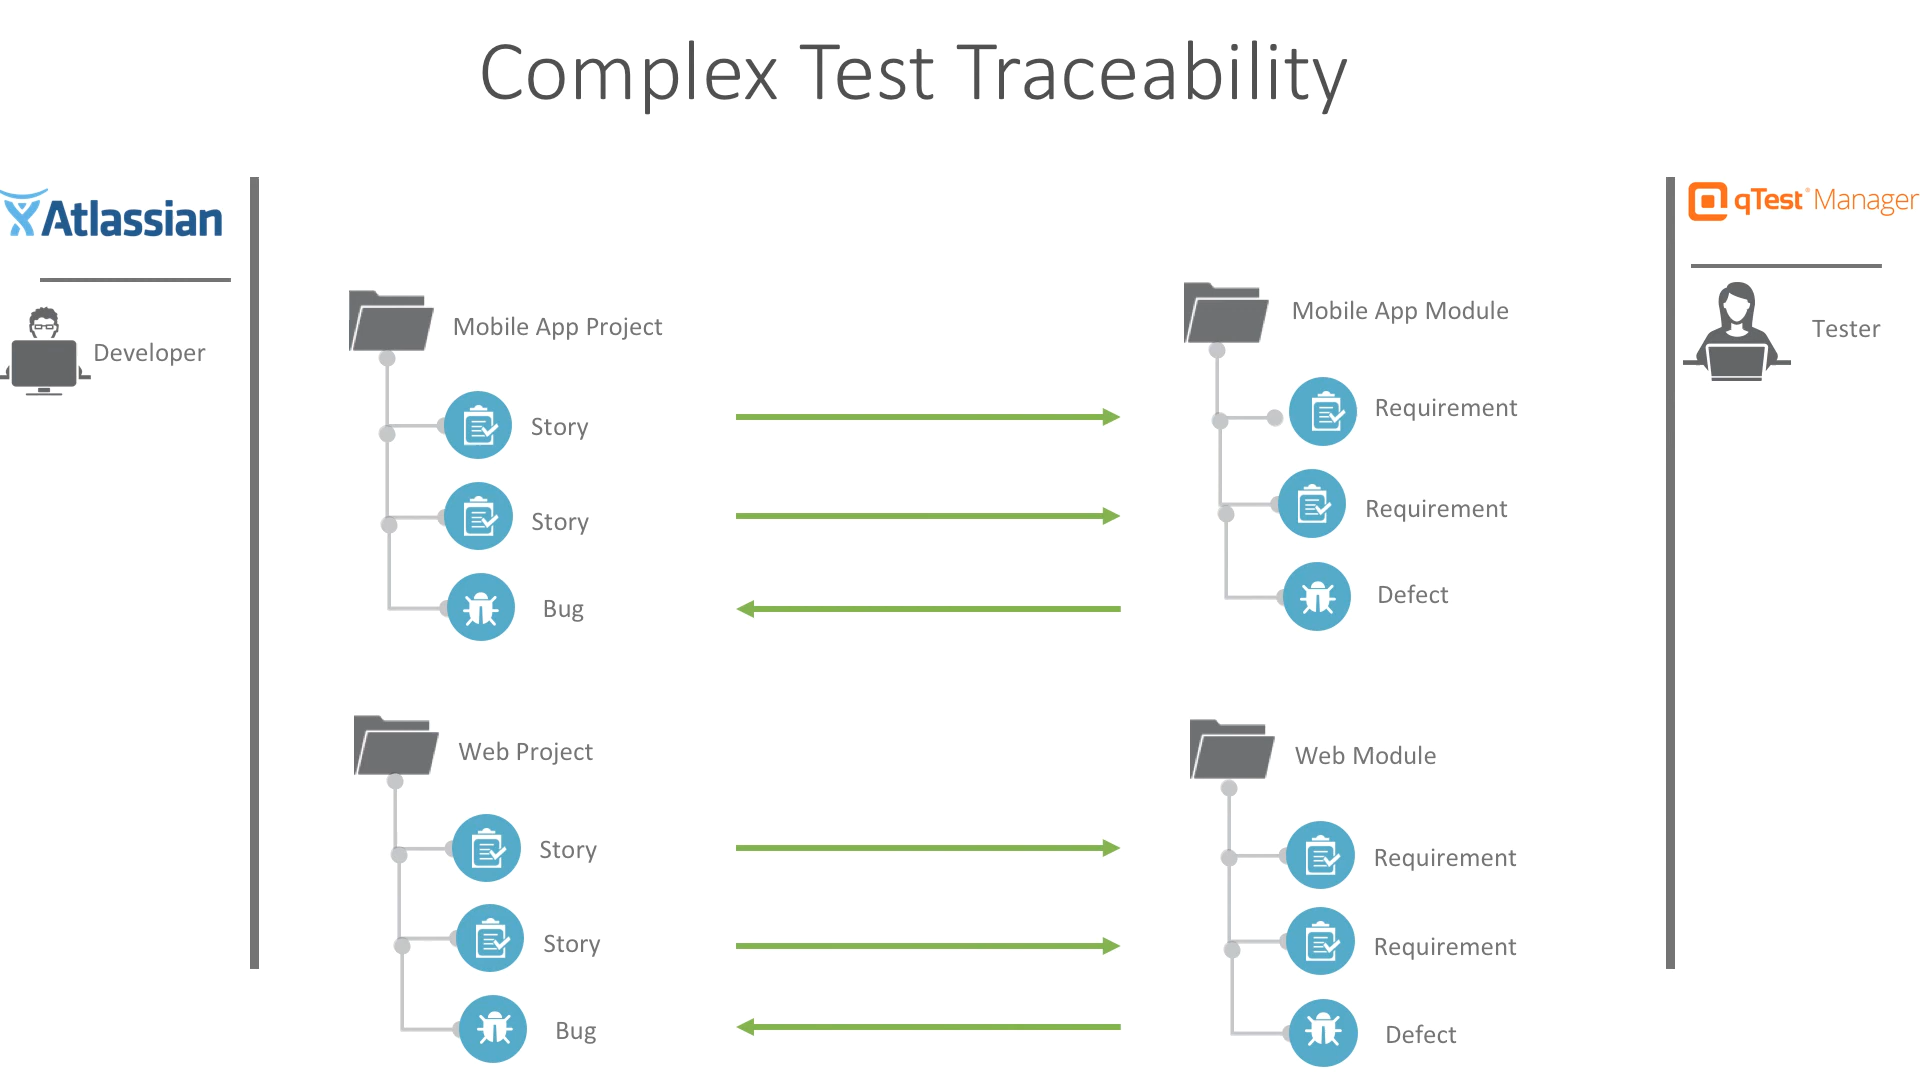 Complex Test Traceability
Atlassian
qTest® Manager
Developer
Tester
Mobile App Project
Story
Story
Bug
Mobile App Module
Requirement
Requirement
Defect
Web Project
Story
Story
Bug
Web Module
Requirement
Requirement
Defect